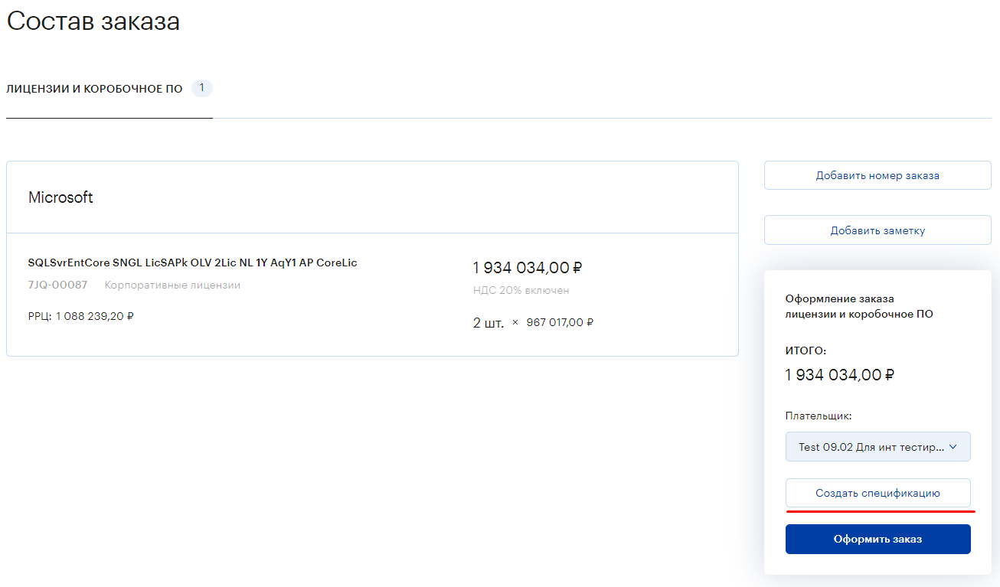 Состав заказа
ЛИЦЕНЗИИ И КОРОБОЧНОЕ ПО 1
Microsoft
SQLSvrEntCore SNGL LicSAPk OLV 2Lic NL 1Y AqY1 AP CoreLic
7JQ-00087 Корпоративные лицензии
РРЦ: 1 088 239,20 ₽
1 934 034,00 ₽
НДС 20% включен
2 шт. × 967 017,00 ₽
Добавить номер заказа
Добавить заметку
Оформление заказа
лицензии и коробочное ПО
ИТОГО:
1 934 034,00 ₽
Плательщик:
Test 09.02 Для инт тестир...
Создать спецификацию
Оформить заказ